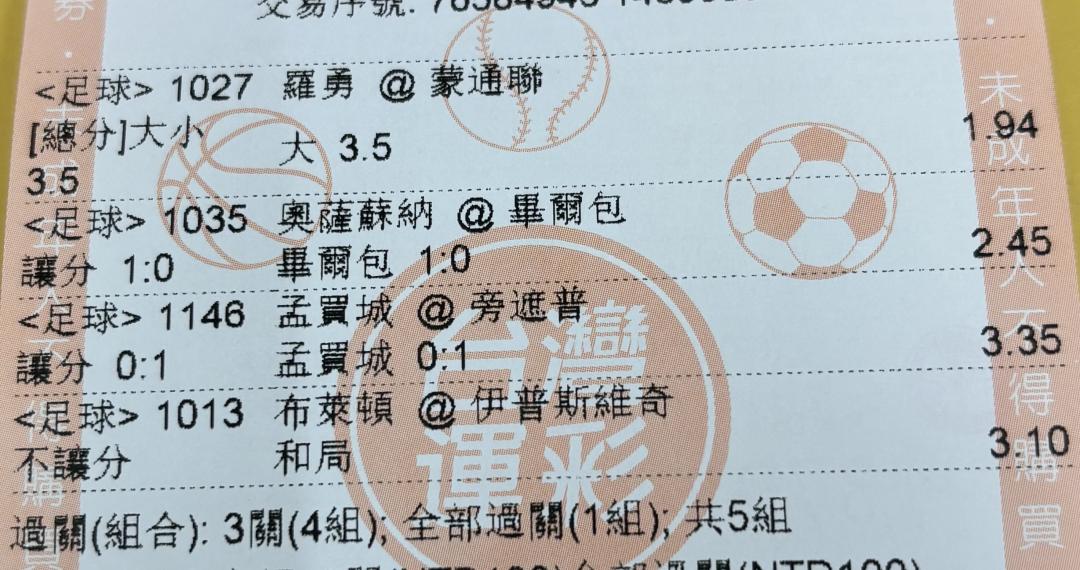 券.
交易序號:
<足球> 1027 羅勇 @ 蒙通聯
[總分]大小 大 3.5 1.94
3.5
<足球> 1035 奧薩蘇納 @ 畢爾包
讓分 1:0 畢爾包 1:0 2.45
<足球> 1146 孟買城 @ 旁遮普
讓分 0:1 孟買城 0:1 3.35
<足球> 1013 布萊頓 @ 伊普斯維奇
不讓分 和局 3.10
過關(組合): 3關(4組); 全部過關(1組); 共5組
台灣
運彩
未成年人不得購買